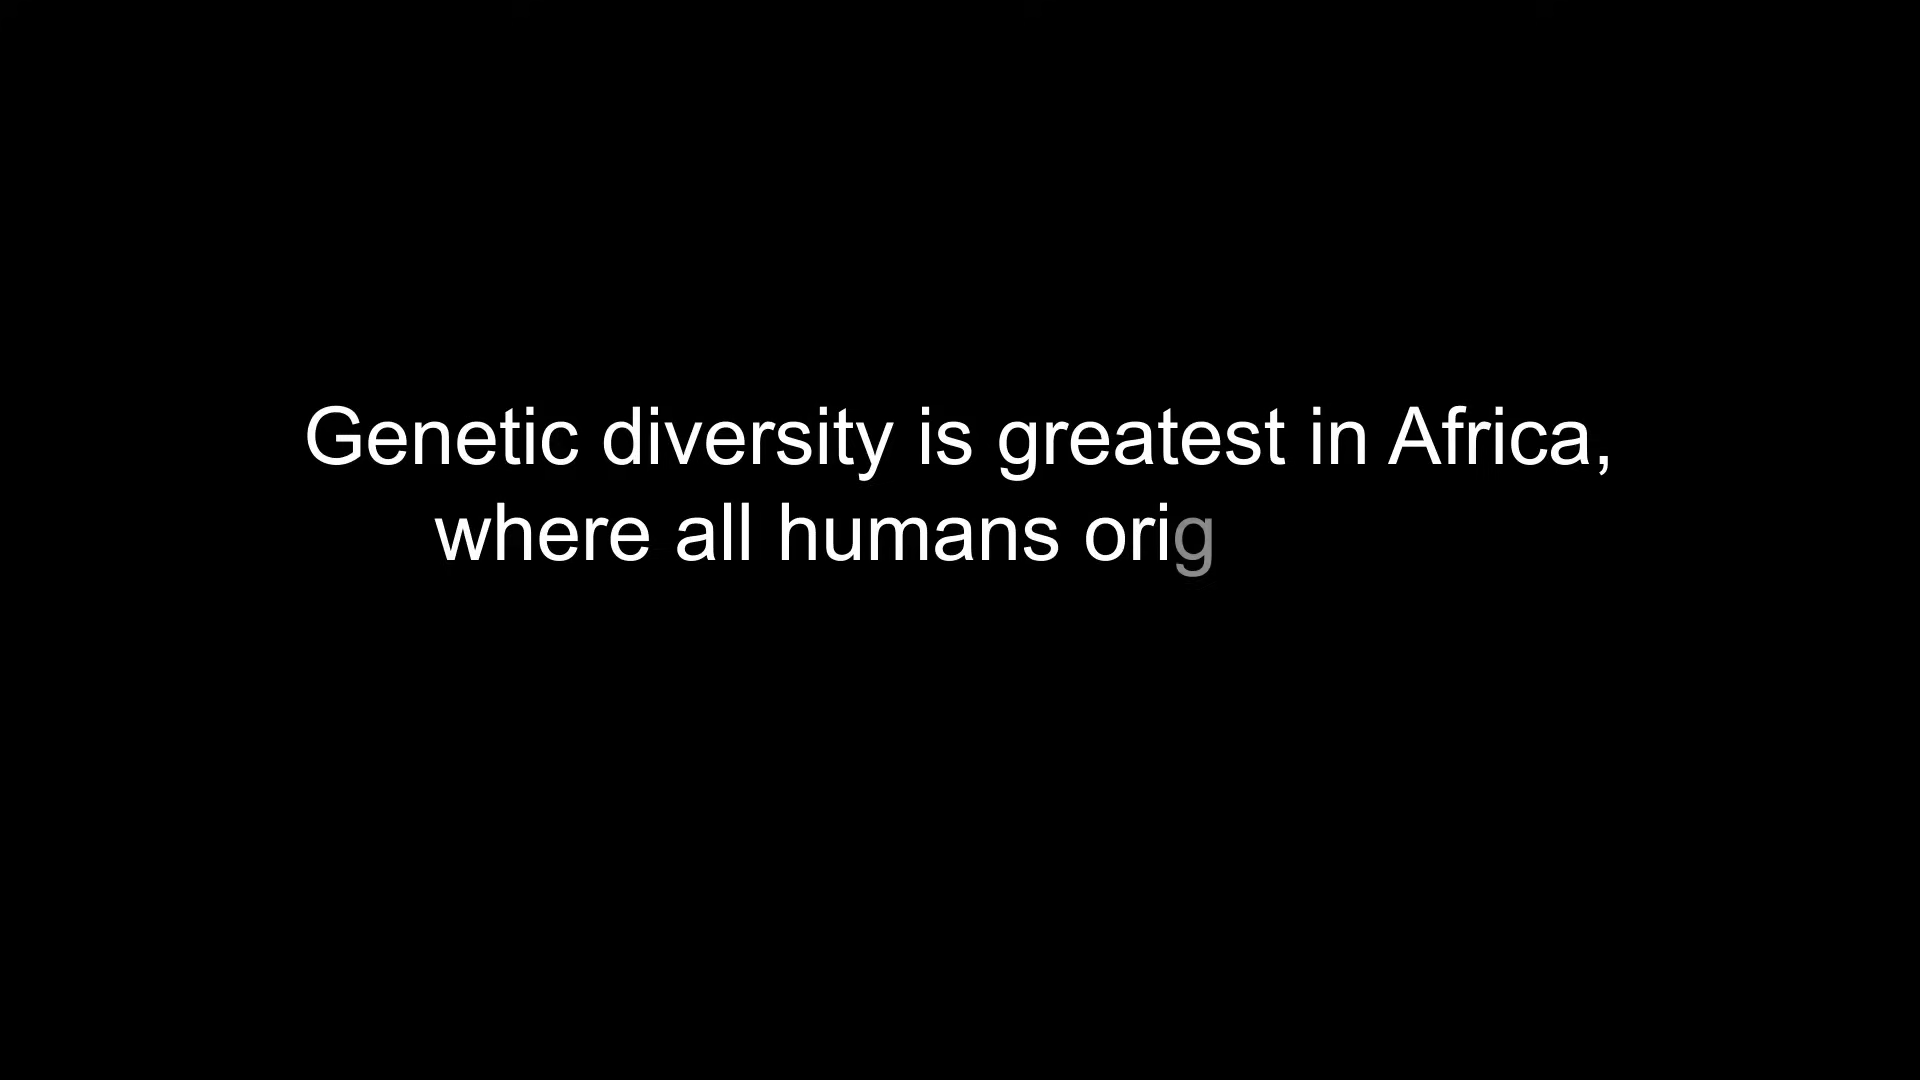 Genetic diversity is greatest in Africa,
where all humans orig